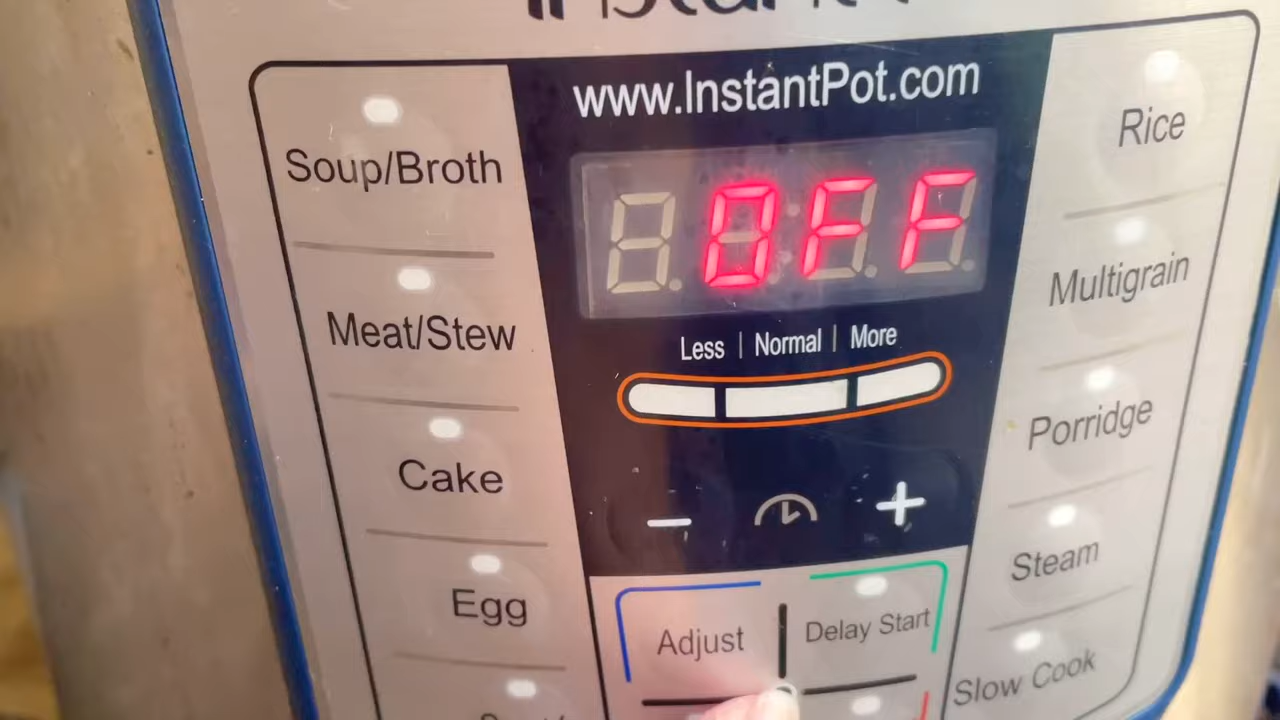 Instant
www.InstantPot.com
OFF
Less | Normal | More
Soup/Broth
Meat/Stew
Cake
Egg
Rice
Multigrain
Porridge
Steam
Slow Cook
− +
Adjust
Delay Start